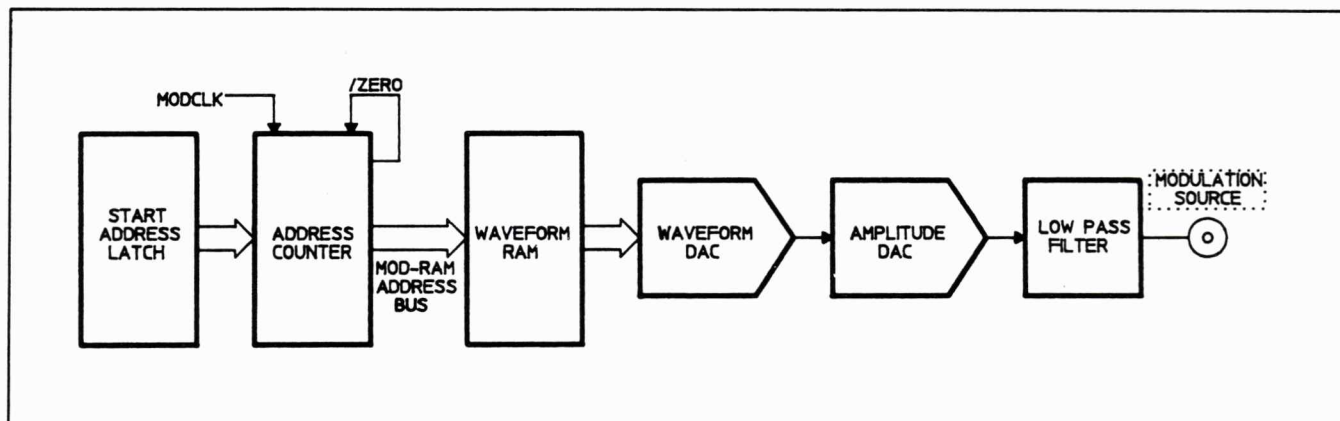 MODCLK
/ZERO
START
ADDRESS
LATCH
ADDRESS
COUNTER
MOD-RAM
ADDRESS
BUS
WAVEFORM
RAM
WAVEFORM
DAC
AMPLITUDE
DAC
LOW PASS
FILTER
MODULATION
SOURCE